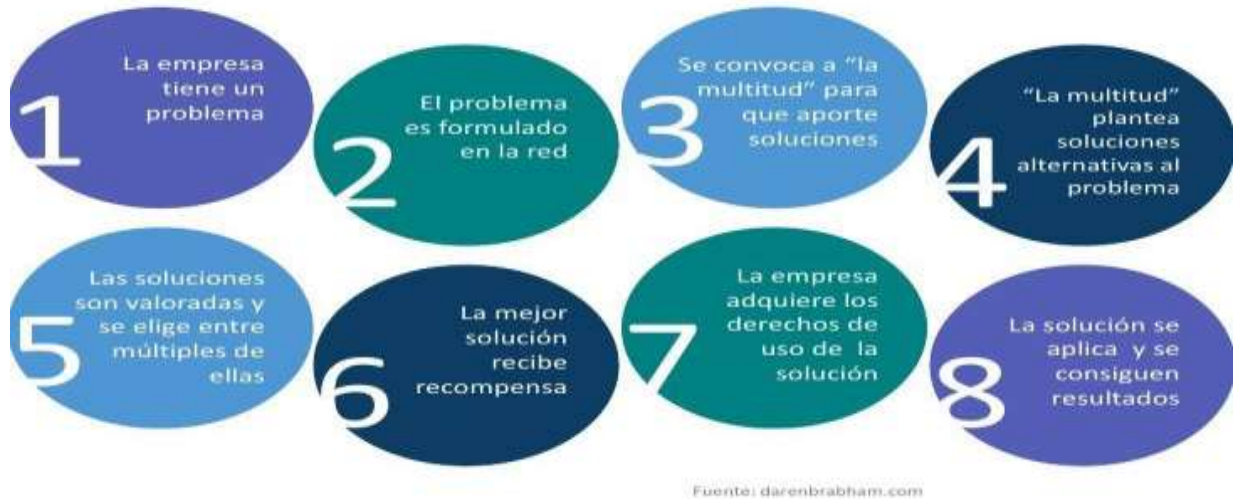 1
La empresa
tiene un
problema
2
El problema
es formulado
en la red
3
Se convoca a “la
multitud” para
que aporte
soluciones
4
“La multitud”
plantea
soluciones
alternativas al
problema
5
Las soluciones
son valoradas y
se elige entre
múltiples de
ellas
6
La mejor
solución
recibe
recompensa
7
La empresa
adquiere los
derechos de
uso de la
solución
8
La solución se
aplica y se
consiguen
resultados
Fuente: darenbrabham.com